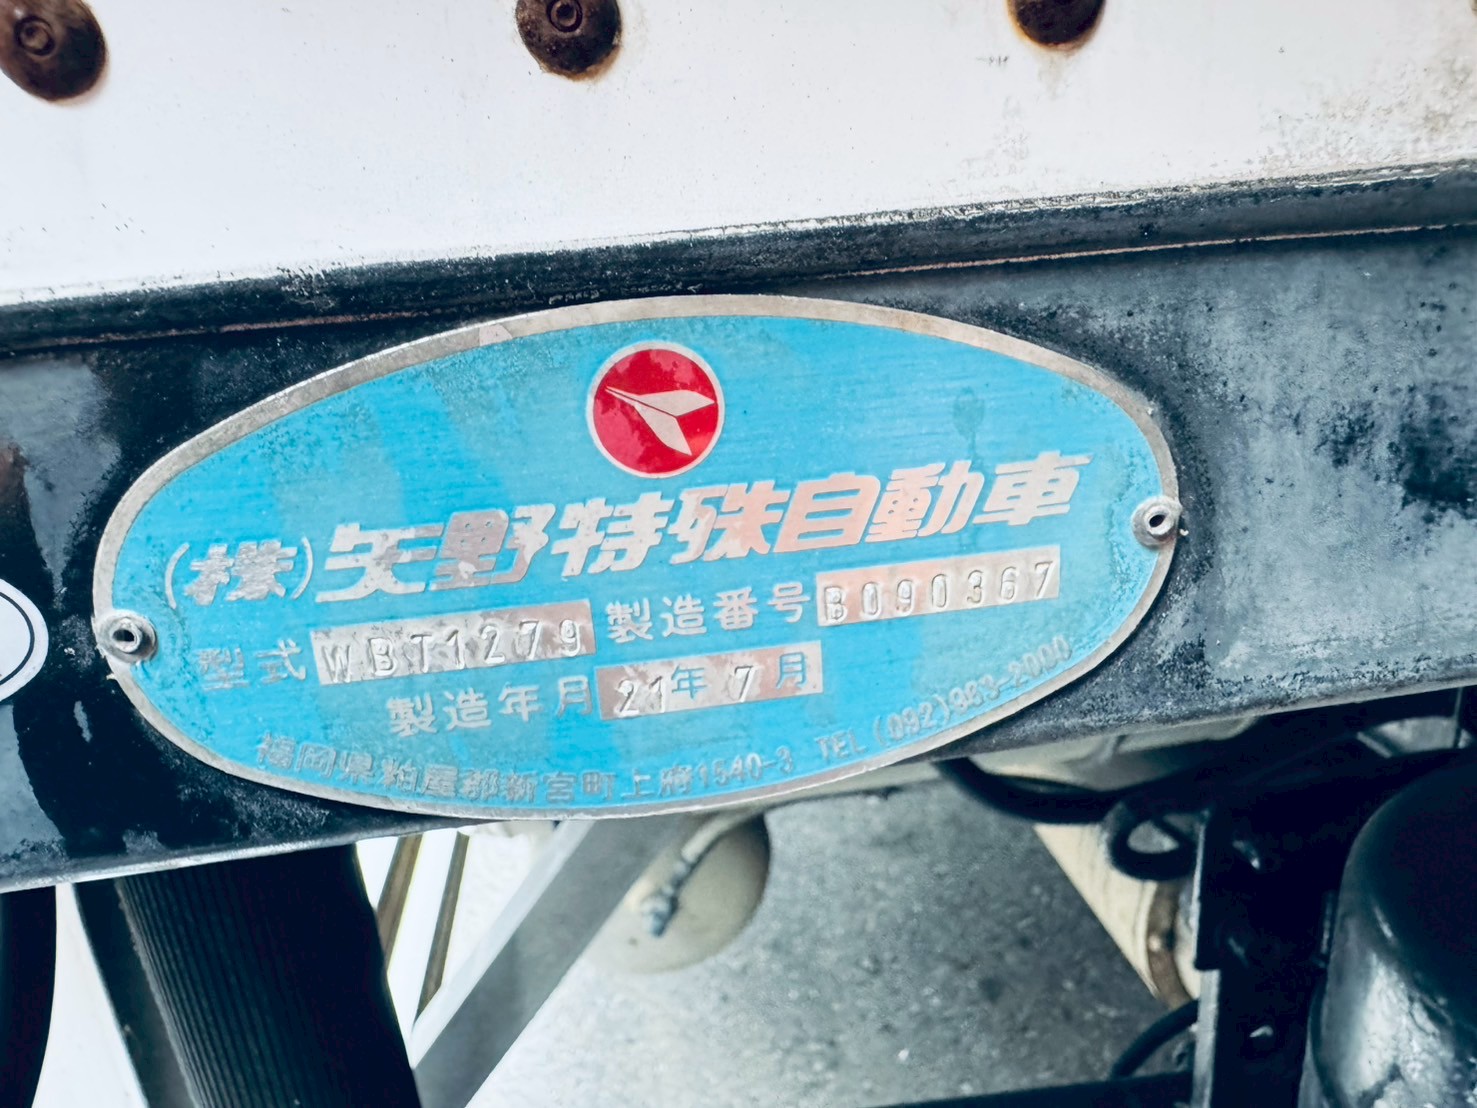 (株)矢野特殊自動車
型式 WBT1279 製造番号 B090367
製造年月 21年 7月
福岡県粕屋郡新宮町上府1540-3 TEL (092)963-2000